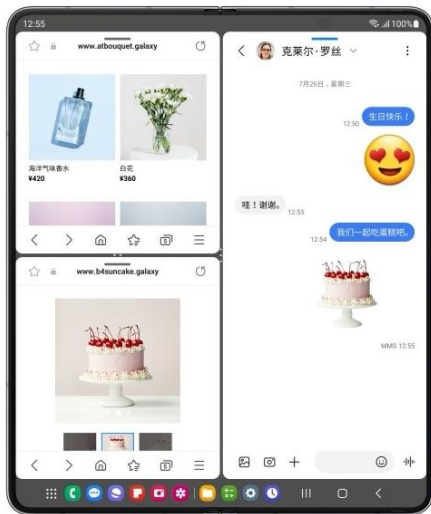 12:55
100%
www.atbouquet.galaxy
海洋气味香水
¥420
白花
¥360
6
www.b4suncake.galaxy
6
克莱尔·罗丝
7月26日，星期三
生日快乐！
12:50
哇！谢谢。
12:53
我们一起吃蛋糕吧。
12:54
MMS 12:55